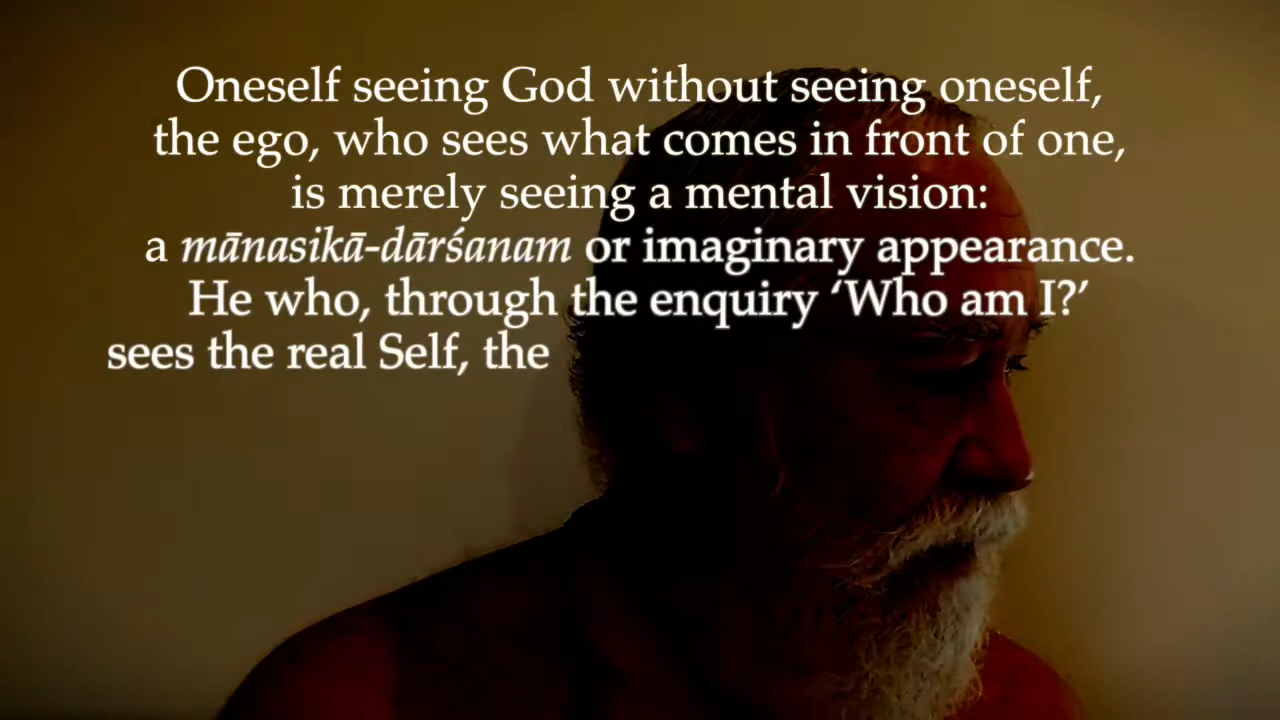 Oneself seeing God without seeing oneself,
the ego, who sees what comes in front of one,
is merely seeing a mental vision:
a mānasikā-dārśanam or imaginary appearance.
He who, through the enquiry ‘Who am I?’
sees the real Self, the